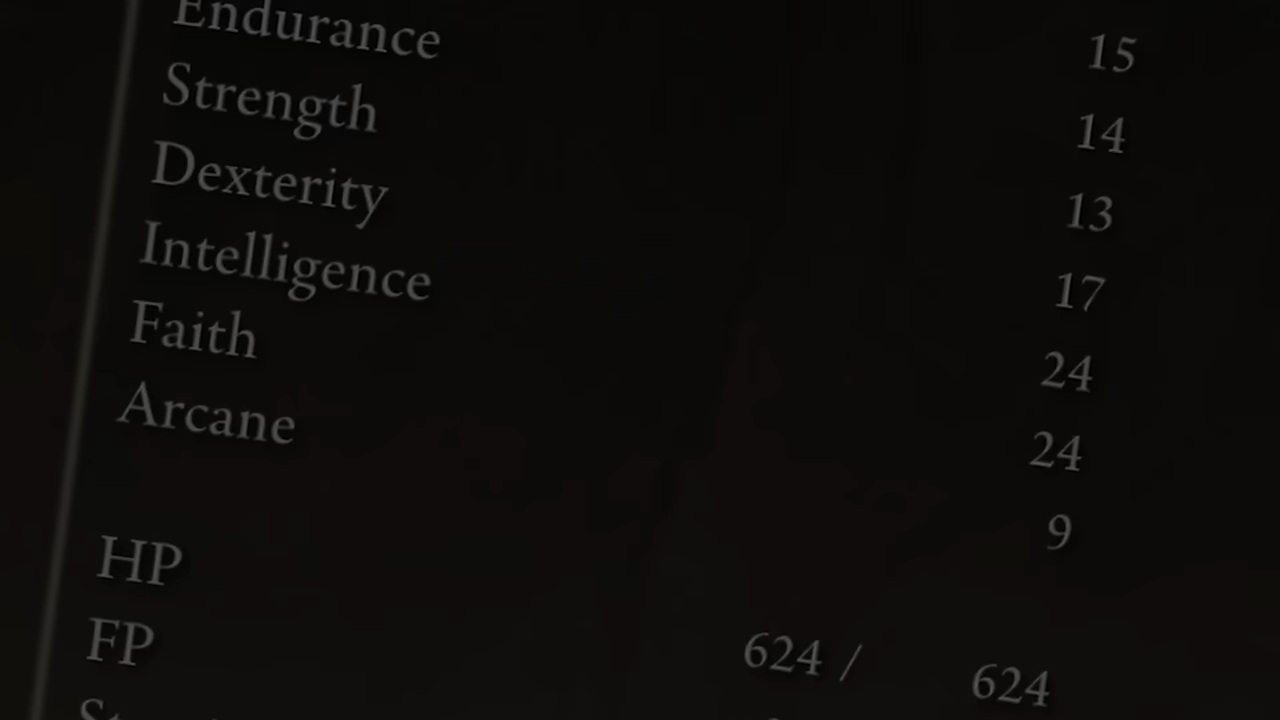 15
Endurance 14
Strength 13
Dexterity 17
Intelligence 24
Faith 24
Arcane 9
HP 624 / 624
FP